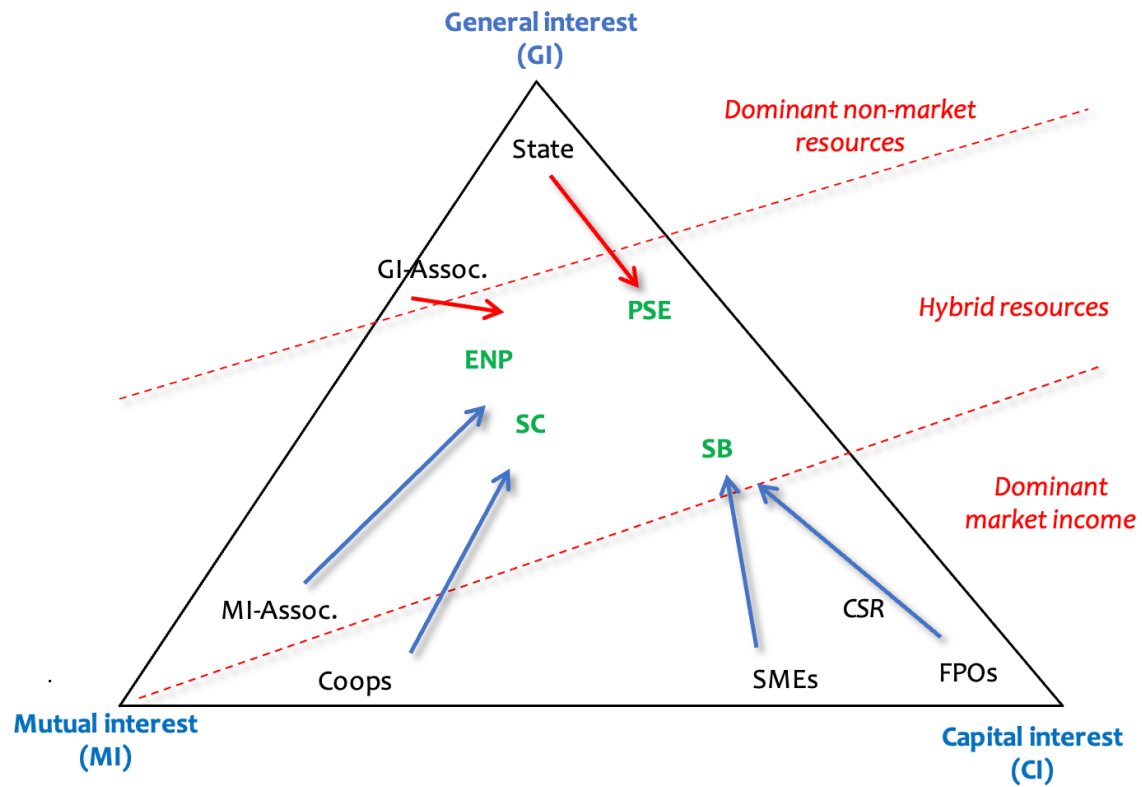 General interest
(GI)
Dominant non-market
resources
State
GI-Assoc.
PSE
Hybrid resources
ENP
SC
SB
Dominant
market income
MI-Assoc.
CSR
Coops
SMEs
FPOs
.
Mutual interest
(MI)
Capital interest
(CI)